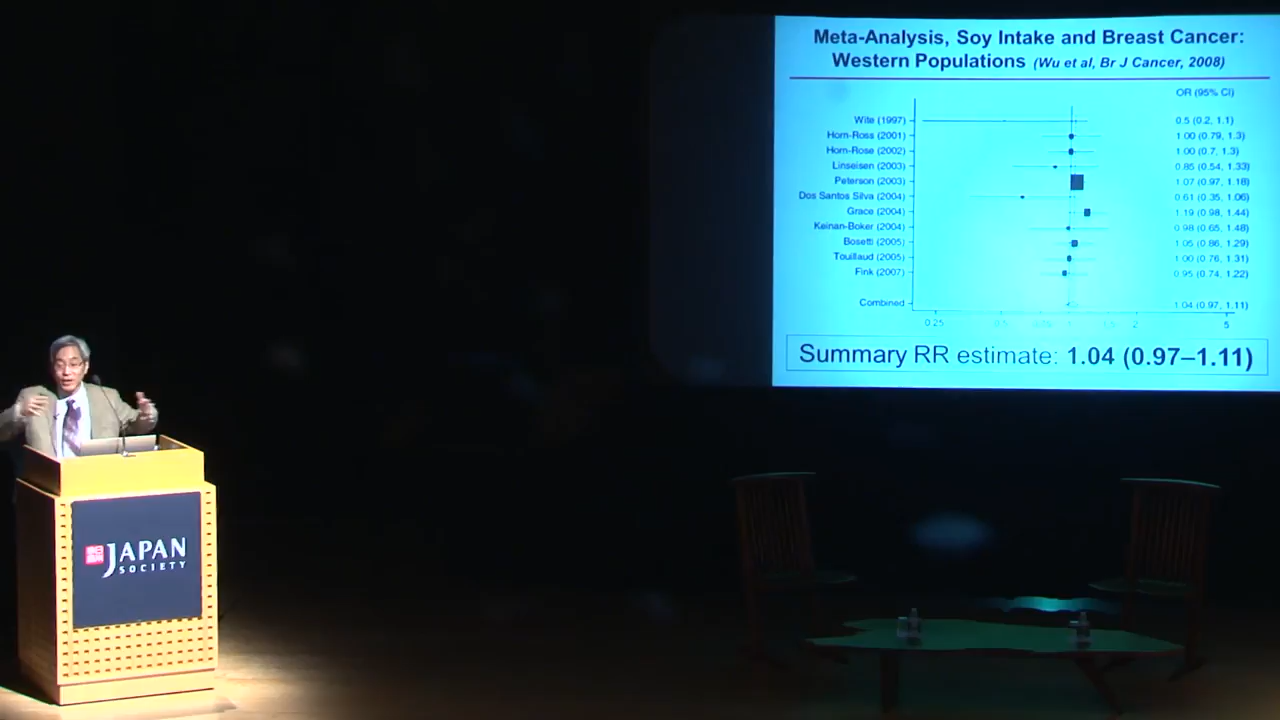 Meta-Analysis, Soy Intake and Breast Cancer:
Western Populations (Wu et al, Br J Cancer, 2008)
OR (95% CI)
Wite (1997) 0.5 (0.2, 1.1)
Horn-Ross (2001) 1.00 (0.79, 1.3)
Horn-Rose (2002) 1.00 (0.7, 1.3)
Linseisen (2003) 0.85 (0.54, 1.33)
Peterson (2003) 1.07 (0.97, 1.18)
Dos Santos Silva (2004) 0.61 (0.35, 1.06)
Grace (2004) 1.19 (0.98, 1.44)
Keinan-Boker (2004) 0.98 (0.65, 1.48)
Bosetti (2005) 1.05 (0.86, 1.29)
Touillaud (2005) 1.00 (0.76, 1.31)
Fink (2007) 0.95 (0.74, 1.22)
Combined 1.04 (0.97, 1.11)
0.25 0.5 1 2 5
Summary RR estimate: 1.04 (0.97–1.11)
JAPAN
SOCIETY